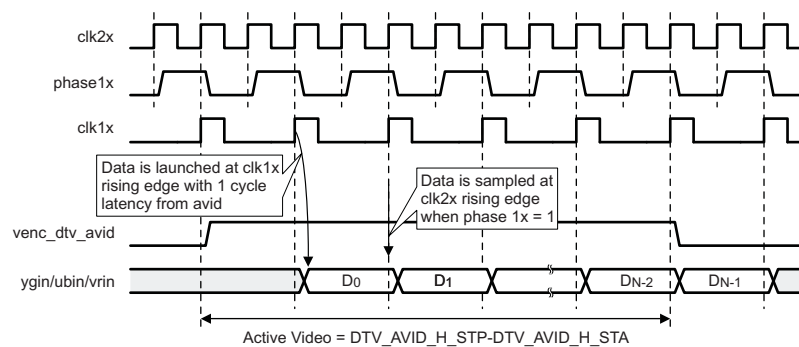 clk2x
phase1x
clk1x
Data is launched at clk1x
rising edge with 1 cycle
latency from avid
Data is sampled at
clk2x rising edge
when phase 1x = 1
venc_dtv_avid
ygin/ubin/vrin
D0
D1
DN-2
DN-1
Active Video = DTV_AVID_H_STP-DTV_AVID_H_STA